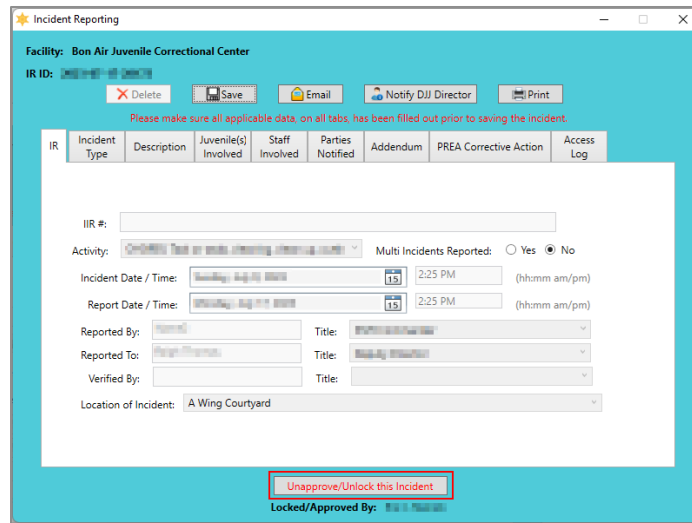 Incident Reporting
Facility: Bon Air Juvenile Correctional Center
IR ID:
Delete Save Email Notify DJJ Director Print
Please make sure all applicable data, on all tabs, has been filled out prior to saving the incident.
IR Incident Type Description Juvenile(s) Involved Staff Involved Parties Notified Addendum PREA Corrective Action Access Log
IIR #:
Activity: Multi Incidents Reported: Yes No
Incident Date / Time: 15 2:25 PM (hh:mm am/pm)
Report Date / Time: 15 2:25 PM (hh:mm am/pm)
Reported By: Title:
Reported To: Title:
Verified By: Title:
Location of Incident: A Wing Courtyard
Unapprove/Unlock this Incident
Locked/Approved By: